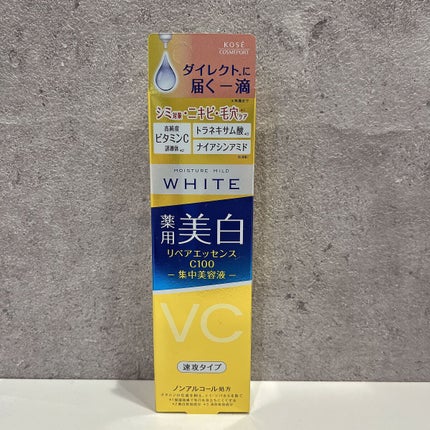 KOSÉ
COSMEPORT
ダイレクトに
届く一滴
シミ対策・ニキビ・毛穴ケア
高純度
ビタミンC
誘導体
トラネキサム酸
ナイアシンアミド
MOISTURE MILD
WHITE
薬用美白
リペアエッセンス
C100
－集中美容液－
VC
速攻タイプ
ノンアルコール処方